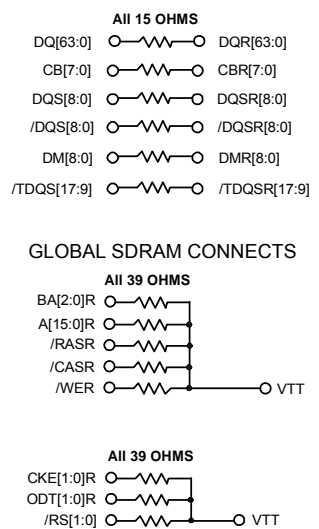 All 15 OHMS
DQ[63:0] DQR[63:0]
CB[7:0] CBR[7:0]
DQS[8:0] DQSR[8:0]
/DQS[8:0] /DQSR[8:0]
DM[8:0] DMR[8:0]
/TDQS[17:9] /TDQSR[17:9]
GLOBAL SDRAM CONNECTS
All 39 OHMS
BA[2:0]R
A[15:0]R
/RASR
/CASR
/WER VTT
All 39 OHMS
CKE[1:0]R
ODT[1:0]R
/RS[1:0] VTT